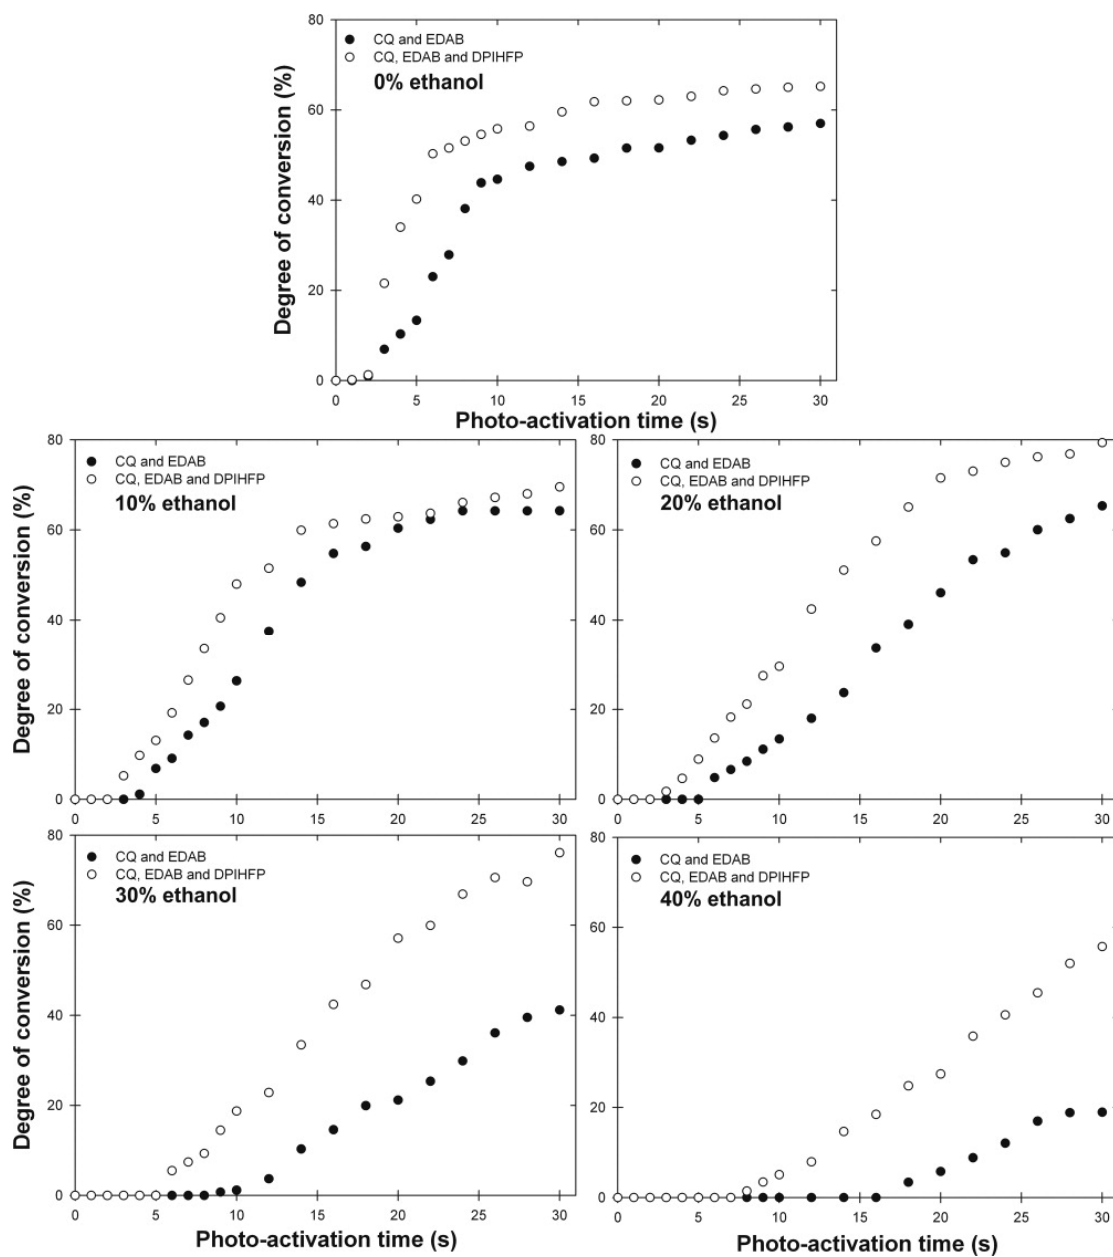 80
CQ and EDAB
CQ, EDAB and DPIHFP
0% ethanol
60
40
20
0
Degree of conversion (%)
0 5 10 15 20 25 30
Photo-activation time (s)
80
CQ and EDAB
CQ, EDAB and DPIHFP
10% ethanol
60
40
20
0
Degree of conversion (%)
0 5 10 15 20 25 30
80
CQ and EDAB
CQ, EDAB and DPIHFP
20% ethanol
60
40
20
0
0 5 10 15 20 25 30
80
CQ and EDAB
CQ, EDAB and DPIHFP
30% ethanol
60
40
20
0
Degree of conversion (%)
0 5 10 15 20 25 30
Photo-activation time (s)
80
CQ and EDAB
CQ, EDAB and DPIHFP
40% ethanol
60
40
20
0
0 5 10 15 20 25 30
Photo-activation time (s)